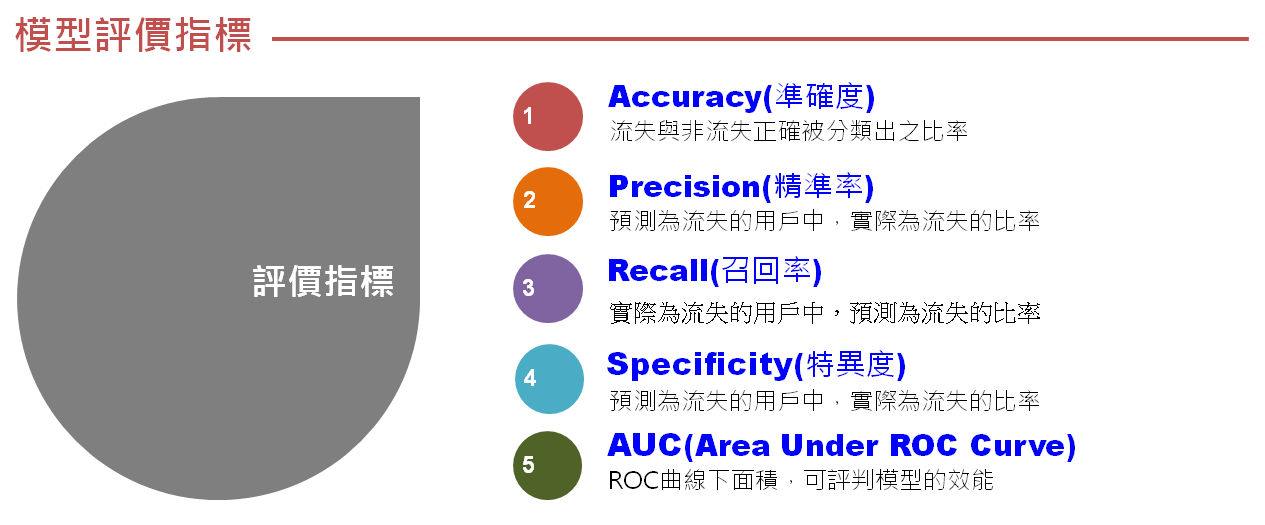 模型評價指標
評價指標
1
Accuracy(準確度)
流失與非流失正確被分類出之比率
2
Precision(精準率)
預測為流失的用戶中，實際為流失的比率
3
Recall(召回率)
實際為流失的用戶中，預測為流失的比率
4
Specificity(特異度)
預測為流失的用戶中，實際為流失的比率
5
AUC(Area Under ROC Curve)
ROC曲線下面積，可評判模型的效能